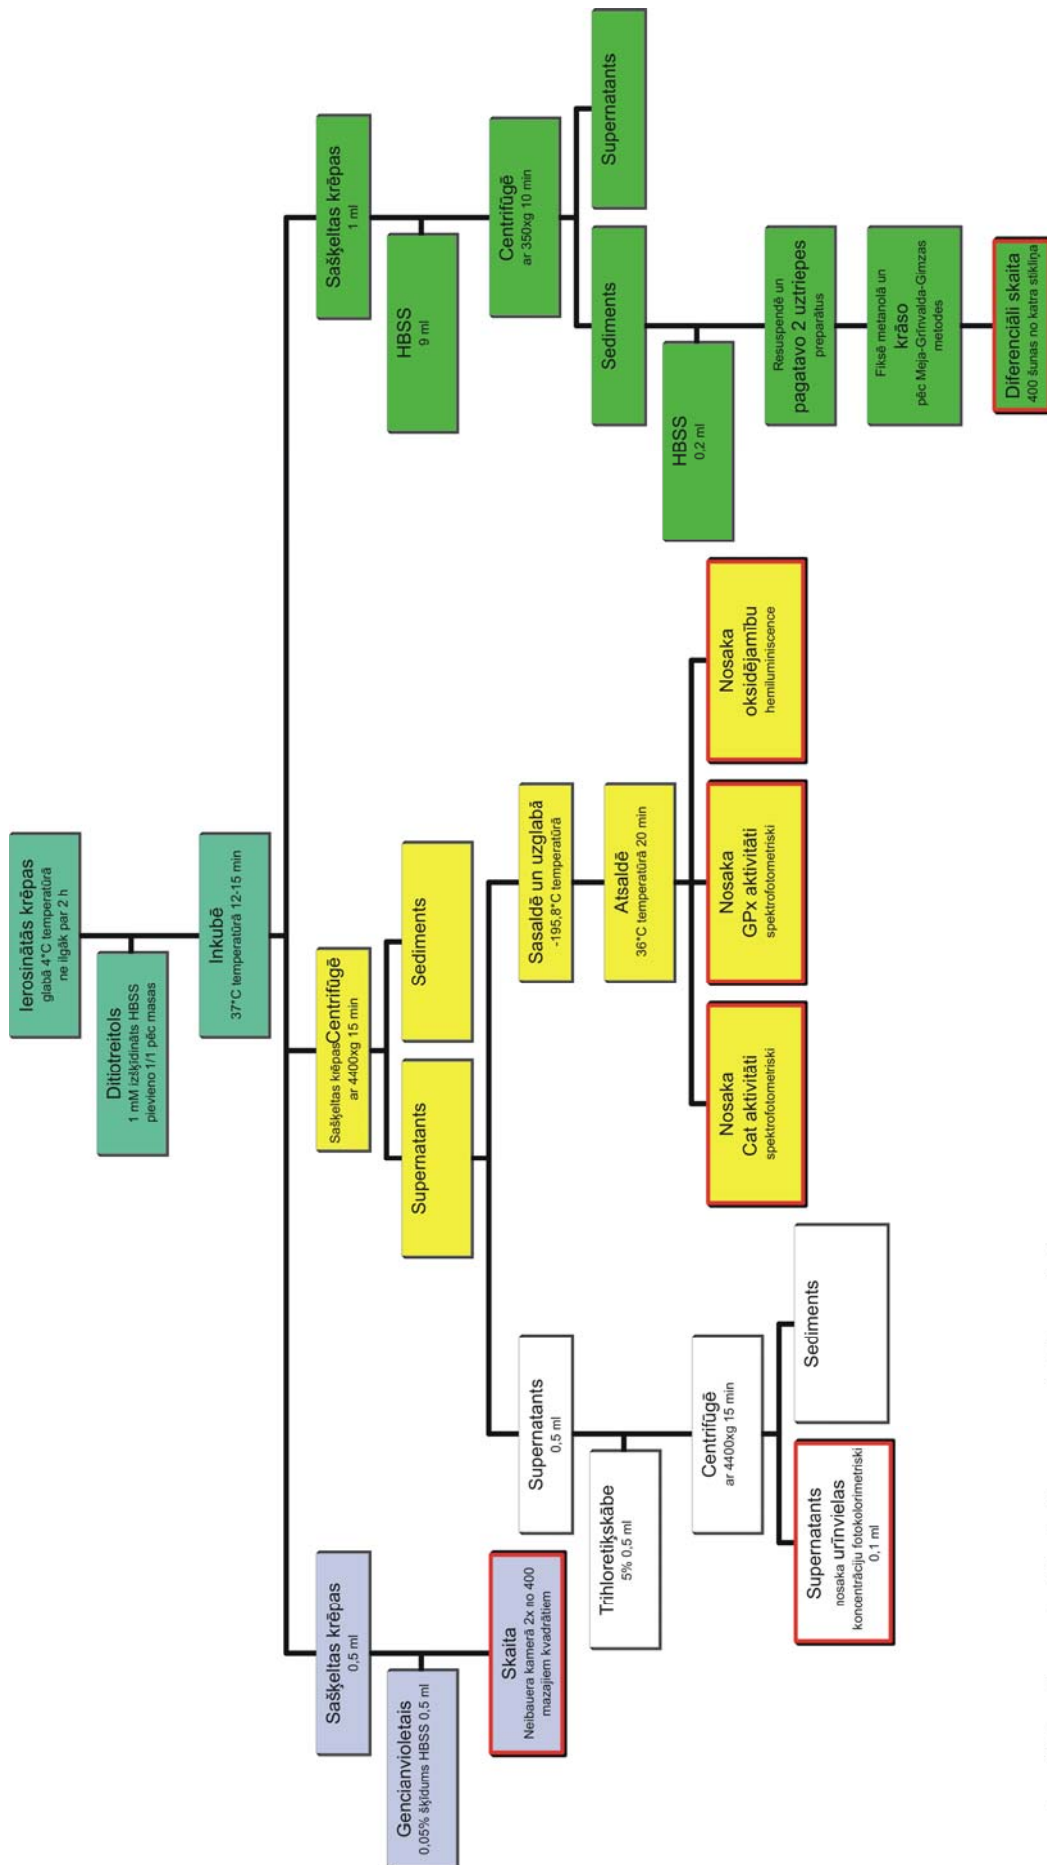 Ierosinātās krēpas
glabā 4°C temperatūrā
ne ilgāk par 2 h
Ditiotreitols
1 mM izšķīdināts HBSS
pievieno 1/1 pēc masas
Inkubē
37°C temperatūrā 12-15 min
Sašķeltas krēpas
0,5 ml
Gencianvioletais
0,05% šķīdums HBSS 0,5 ml
Skaita
Neibauera kamerā 2x no 400
mazajiem kvadrātiem
Sašķeltas krēpas Centrifūgē
ar 4400xg 15 min
Supernatants
Sediments
Supernatants
0,5 ml
Trihloretiķskābe
5% 0,5 ml
Centrifūgē
ar 4400xg 15 min
Supernatants
nosaka urīnvielas
koncentrāciju fotokolorimetriski
0,1 ml
Sediments
Sasaldē un uzglabā
-195,8°C temperatūrā
Atsaldē
36°C temperatūrā 20 min
Nosaka
Cat aktivitāti
spektrofotometriski
Nosaka
GPx aktivitāti
spektrofotometriski
Nosaka
oksidējamību
hemiluminiscence
Sašķeltas krēpas
1 ml
HBSS
9 ml
Centrifūgē
ar 350xg 10 min
Sediments
Supernatants
HBSS
0,2 ml
Resuspendē un
pagatavo 2 uztriepes
preparātus
Fiksē metanolā un
krāso
pēc Meja-Grīnvalda-Gimzas
metodes
Diferenciāli skaita
400 šunas no katra stikliņa